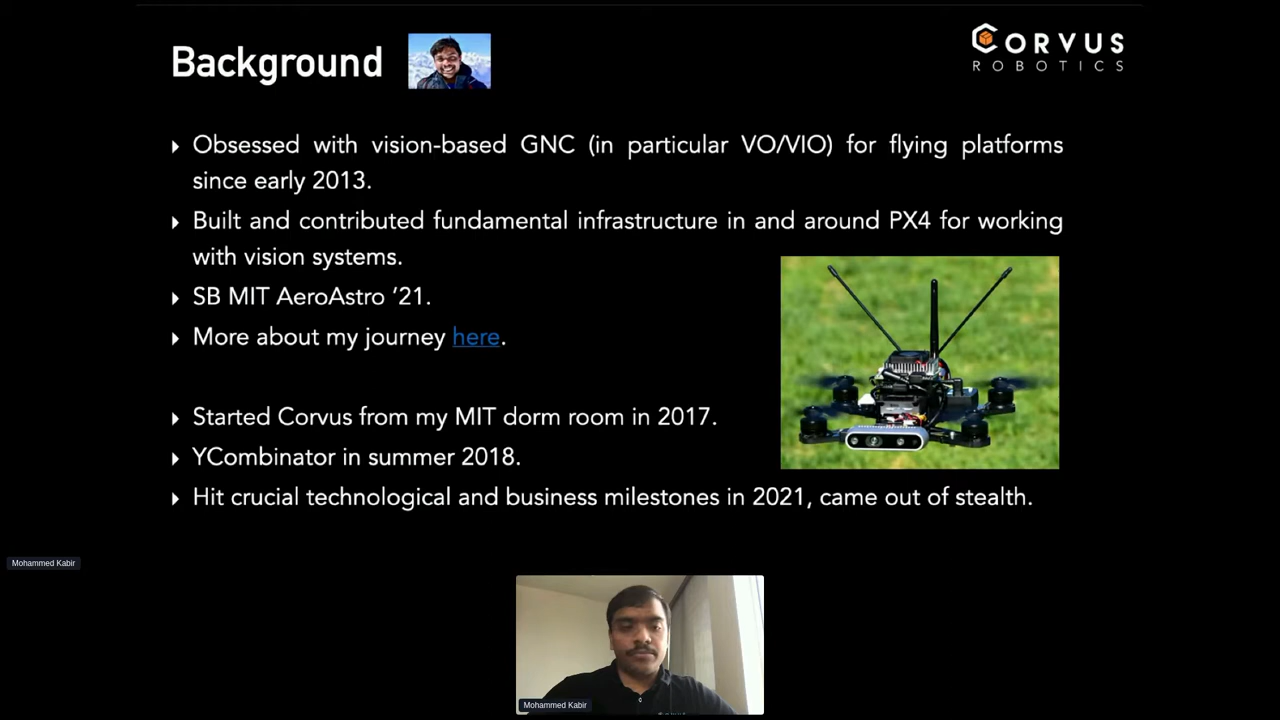 Background
CORVUS
ROBOTICS
Obsessed with vision-based GNC (in particular VO/VIO) for flying platforms
since early 2013.
Built and contributed fundamental infrastructure in and around PX4 for working
with vision systems.
SB MIT AeroAstro ’21.
More about my journey here.
Started Corvus from my MIT dorm room in 2017.
YCombinator in summer 2018.
Hit crucial technological and business milestones in 2021, came out of stealth.
Mohammed Kabir
Mohammed Kabir